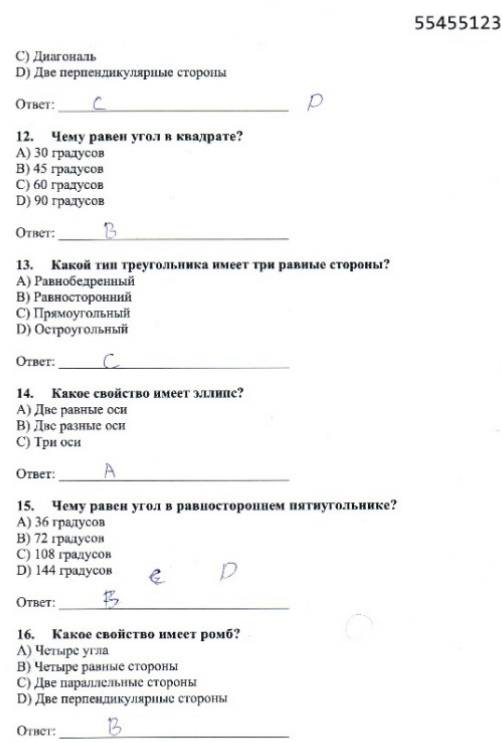 55455123
C) Диагональ
D) Две перпендикулярные стороны
Ответ: C D
12. Чему равен угол в квадрате?
A) 30 градусов
B) 45 градусов
C) 60 градусов
D) 90 градусов
Ответ: B
13. Какой тип треугольника имеет три равные стороны?
A) Равнобедренный
B) Равносторонний
C) Прямоугольный
D) Остроугольный
Ответ: C
14. Какое свойство имеет эллипс?
A) Две равные оси
B) Две разные оси
C) Три оси
Ответ: A
15. Чему равен угол в равностороннем пятиугольнике?
A) 36 градусов
B) 72 градусов
C) 108 градусов
D) 144 градусов
D
Ответ: B
16. Какое свойство имеет ромб?
A) Четыре угла
B) Четыре равные стороны
C) Две параллельные стороны
D) Две перпендикулярные стороны
Ответ: B